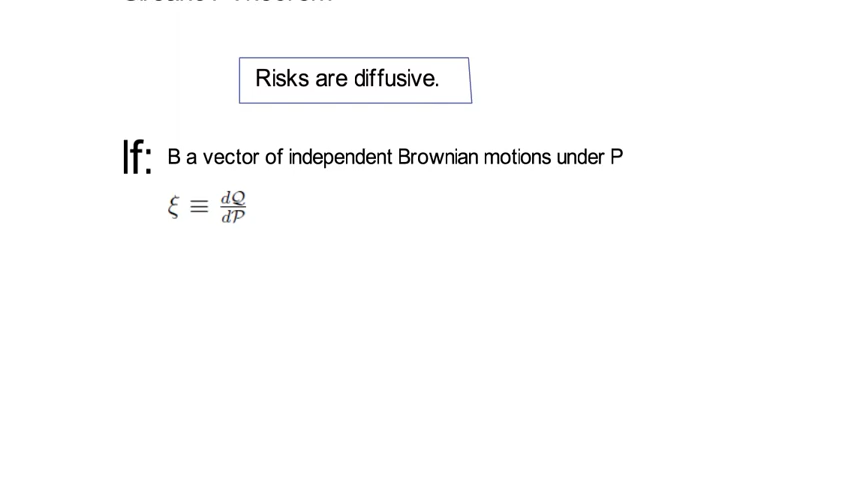 Risks are diffusive.
If: B a vector of independent Brownian motions under P
ξ ≡ dQ/dP